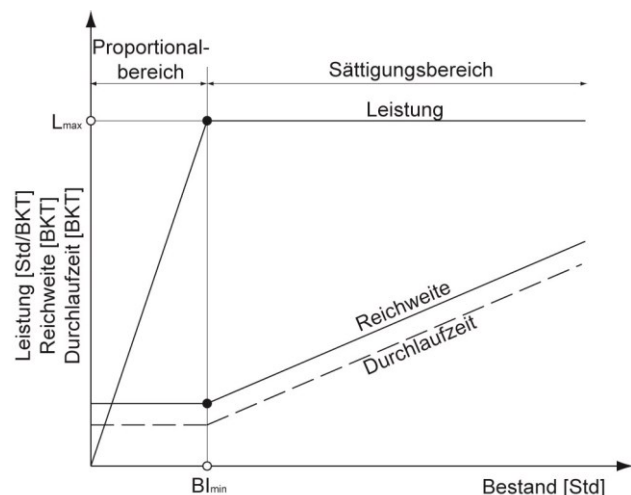 Proportional-
bereich
Sättigungsbereich
Leistung
Lmax
Leistung [Std/BKT]
Reichweite [BKT]
Durchlaufzeit [BKT]
Reichweite
Durchlaufzeit
BImin
Bestand [Std]